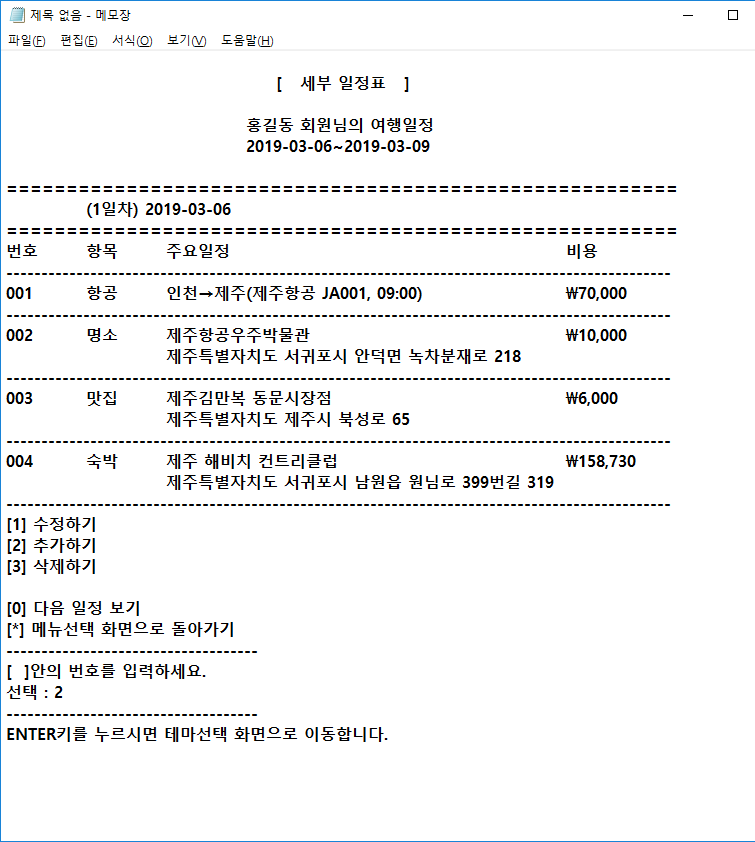 제목 없음 - 메모장
파일(F) 편집(E) 서식(O) 보기(V) 도움말(H)
[ 세부 일정표 ]
홍길동 회원님의 여행일정
2019-03-06~2019-03-09
===========================================================
(1일차) 2019-03-06
===========================================================
번호 항목 주요일정 비용
-----------------------------------------------------------------------------------------------
001 항공 인천→제주(제주항공 JA001, 09:00) ₩70,000
-----------------------------------------------------------------------------------------------
002 명소 제주항공우주박물관 ₩10,000
제주특별자치도 서귀포시 안덕면 녹차분재로 218
-----------------------------------------------------------------------------------------------
003 맛집 제주김만복 동문시장점 ₩6,000
제주특별자치도 제주시 북성로 65
-----------------------------------------------------------------------------------------------
004 숙박 제주 해비치 컨트리클럽 ₩158,730
제주특별자치도 서귀포시 남원읍 원님로 399번길 319
-----------------------------------------------------------------------------------------------
[1] 수정하기
[2] 추가하기
[3] 삭제하기
[0] 다음 일정 보기
[*] 메뉴선택 화면으로 돌아가기
------------------------------------
[ ]안의 번호를 입력하세요.
선택 : 2
------------------------------------
ENTER키를 누르시면 테마선택 화면으로 이동합니다.